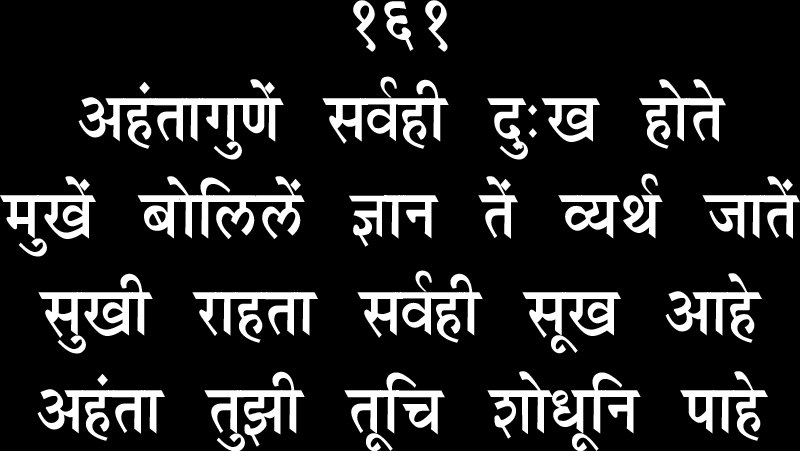 १६१
अहंतागुणें सर्वही दुःख होते
मुखें बोलिलें ज्ञान तें व्यर्थ जातें
सुखी राहता सर्वही सूख आहे
अहंता तुझी तूचि शोधूनि पाहे